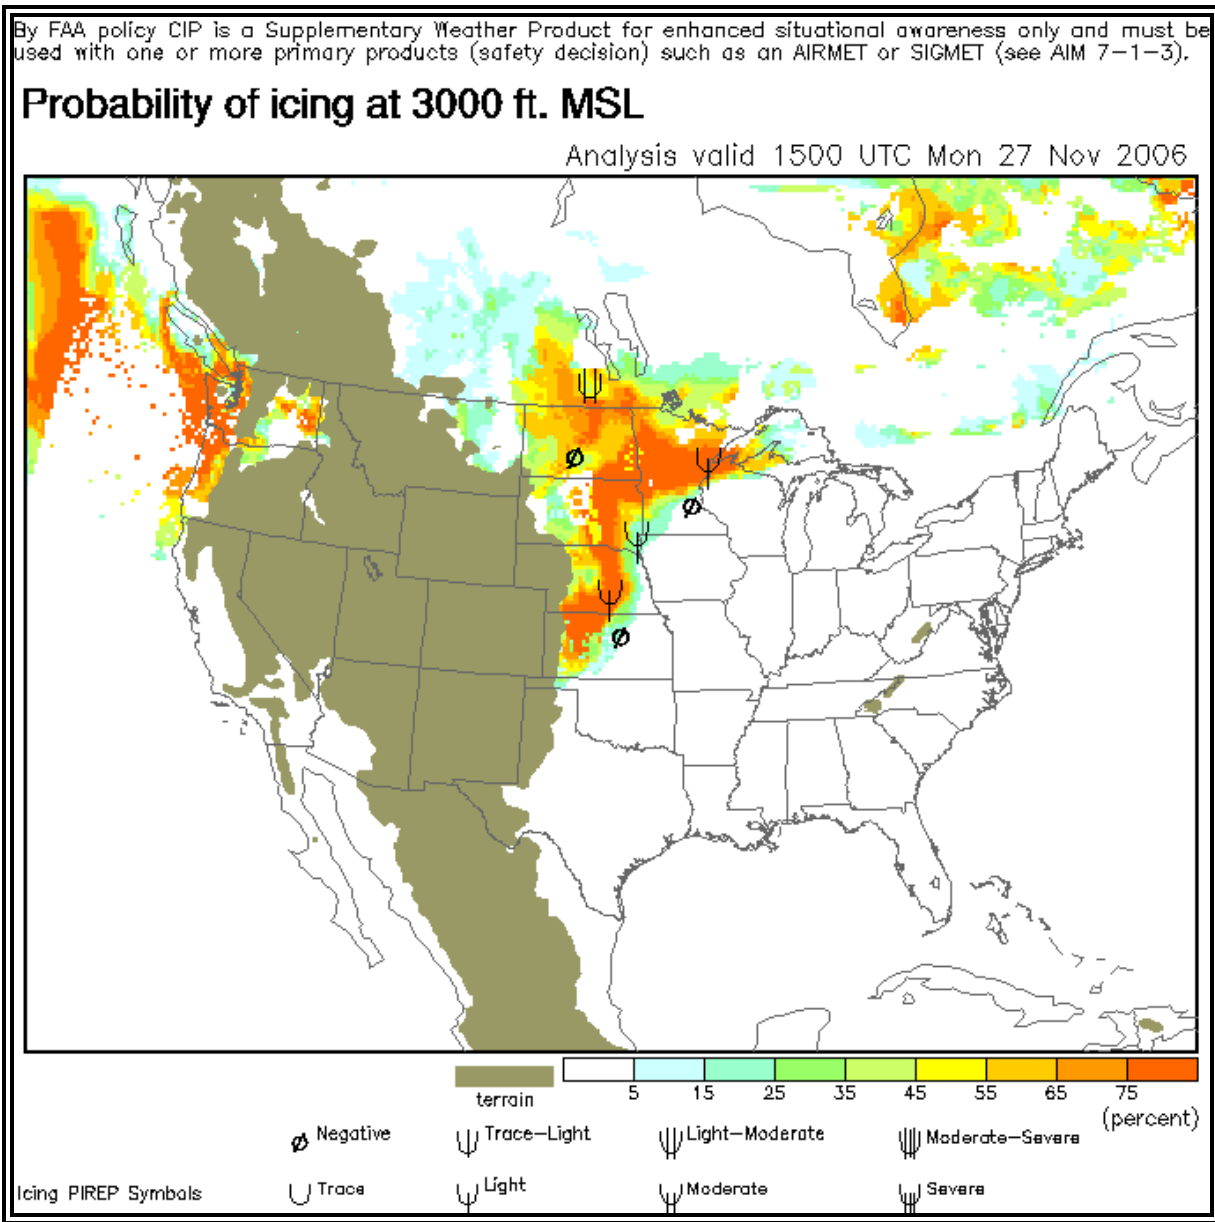 By FAA policy CIP is a Supplementary Weather Product for enhanced situational awareness only and must be
used with one or more primary products (safety decision) such as an AIRMET or SIGMET (see AIM 7-1-3).
Probability of icing at 3000 ft. MSL
Analysis valid 1500 UTC Mon 27 Nov 2006
terrain
5 15 25 35 45 55 65 75
(percent)
Negative Trace-Light Light-Moderate Moderate-Severe
Icing PIREP Symbols Trace Light Moderate Severe